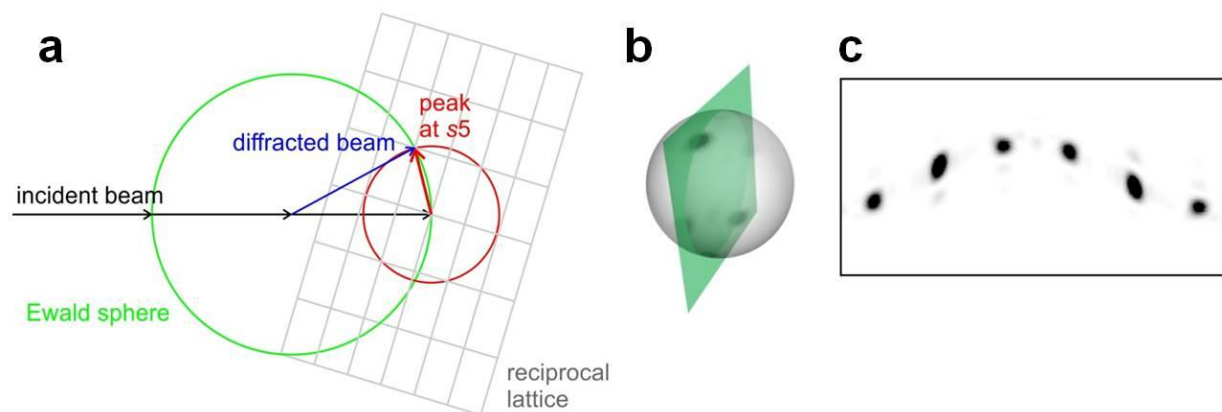 a
b
c
peak
at s5
diffracted beam
incident beam
Ewald sphere
reciprocal
lattice